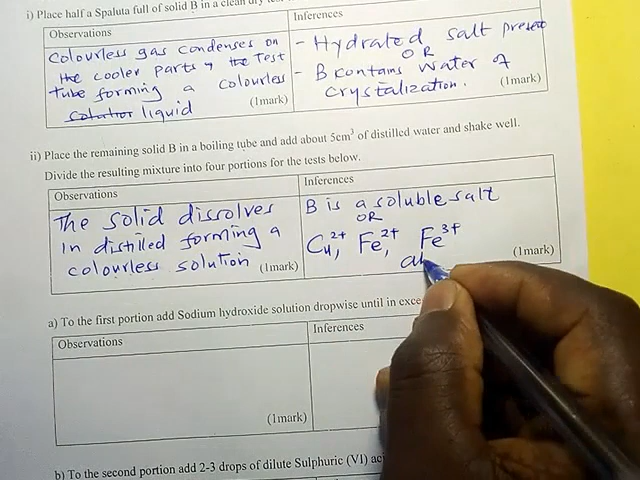 i) Place half a Spaluta full of solid B in a clean dry
Observations
Inferences
Colourless gas condenses on
the cooler parts of the Test
tube forming a colourless
solution liquid
(1mark)
- Hydrated salt present
OR
- B contains water of
crystalization.
(1mark)
ii) Place the remaining solid B in a boiling tube and add about 5cm³ of distilled water and shake well.
Divide the resulting mixture into four portions for the tests below.
Observations
Inferences
The solid dissolves
in distilled forming a
colourless solution
(1mark)
B is a soluble salt
OR
Cu²⁺, Fe²⁺, Fe³⁺
(1mark)
a) To the first portion add Sodium hydroxide solution dropwise until in
Observations
Inferences
(1mark)
b) To the second portion add 2-3 drops of dilute Sulphuric (VI)